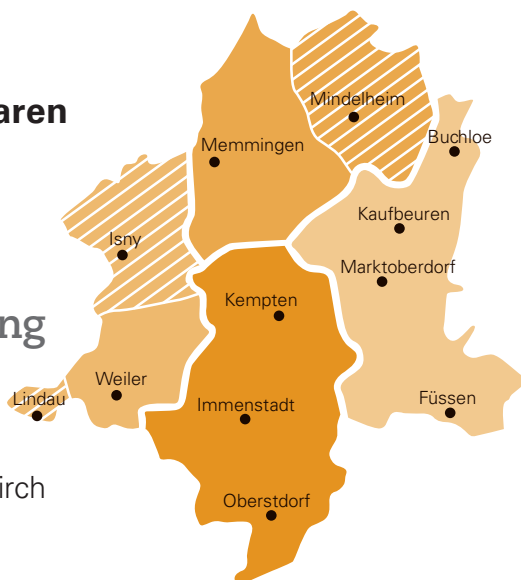 aren
Mindelheim
Buchloe
Memmingen
Kaufbeuren
Isny
Marktoberdorf
Kempten
ng
Weiler
Lindau
Immenstadt
Füssen
irch
Oberstdorf